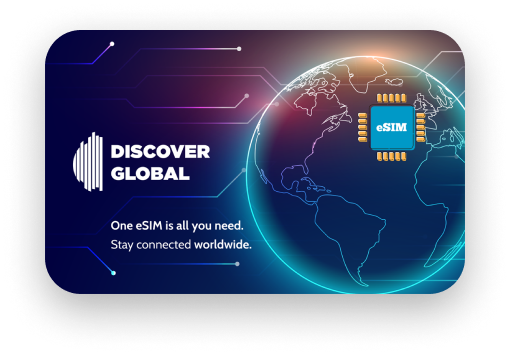 eSIM
DISCOVER
GLOBAL
One eSIM is all you need.
Stay connected worldwide.